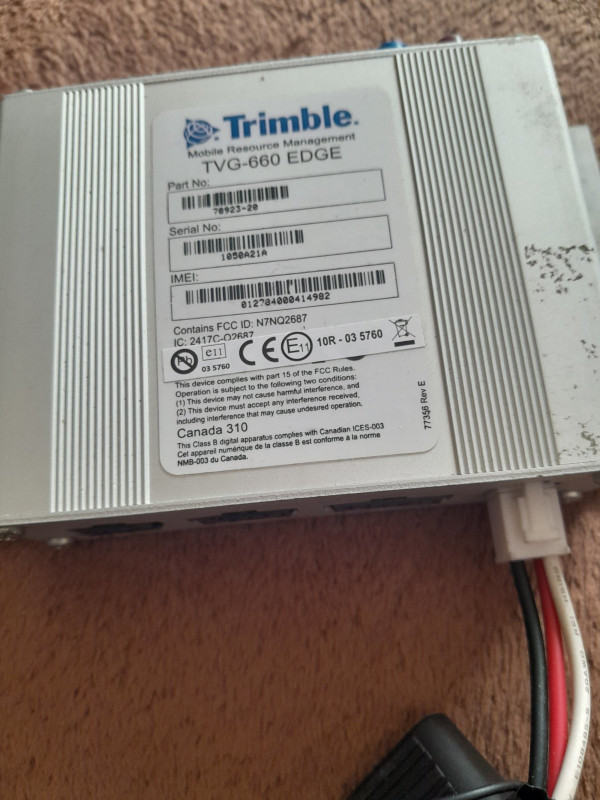 Trimble.
Mobile Resource Management
TVG-660 EDGE
Part No:
78923-20
Serial No:
1050A21A
IMEI:
012784000414982
Contains FCC ID: N7NQ2687
IC: 2417C-Q2687
Pb e11 03 5760 CE E11 10R - 03 5760
This device complies with part 15 of the FCC Rules.
Operation is subject to the following two conditions:
(1) This device may not cause harmful interference, and
(2) This device must accept any interference received,
including interference that may cause undesired operation.
Canada 310
This Class B digital apparatus complies with Canadian ICES-003
Cet appareil numérique de la classe B est conforme à la norme
NMB-003 du Canada.
77356 Rev E